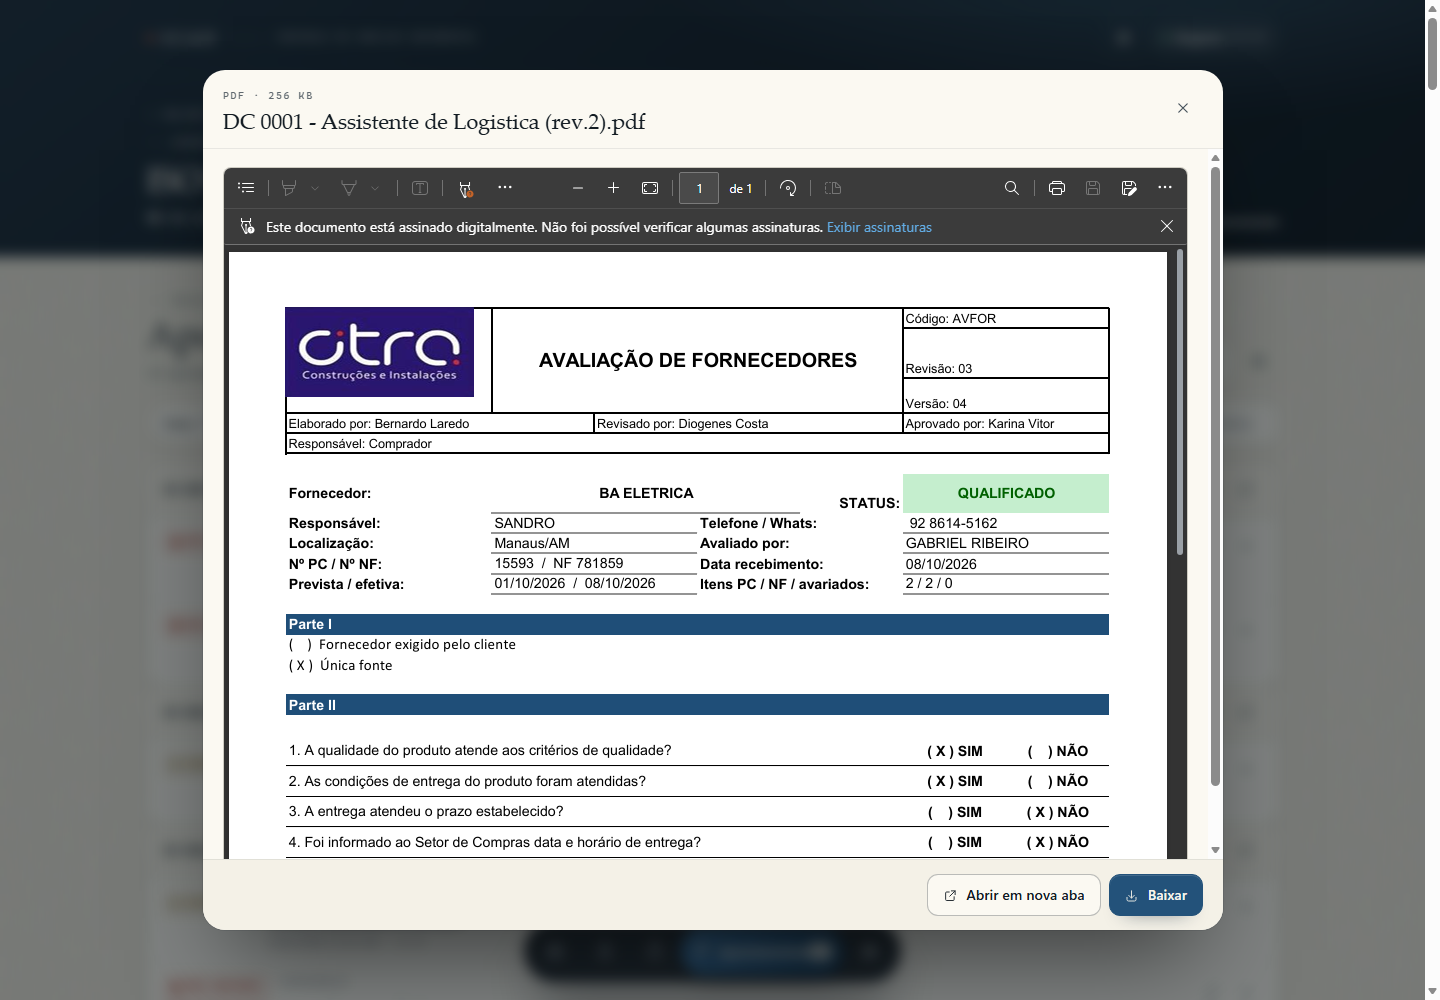 PDF · 256 KB
DC 0001 - Assistente de Logistica (rev.2).pdf
1 de 1
Este documento está assinado digitalmente. Não foi possível verificar algumas assinaturas. Exibir assinaturas
citra
Construções e Instalações
AVALIAÇÃO DE FORNECEDORES
Código: AVFOR
Revisão: 03
Versão: 04
Elaborado por: Bernardo Laredo
Revisado por: Diogenes Costa
Aprovado por: Karina Vitor
Responsável: Comprador
Fornecedor: BA ELETRICA STATUS: QUALIFICADO
Responsável: SANDRO Telefone / Whats: 92 8614-5162
Localização: Manaus/AM Avaliado por: GABRIEL RIBEIRO
Nº PC / Nº NF: 15593 / NF 781859 Data recebimento: 08/10/2026
Prevista / efetiva: 01/10/2026 / 08/10/2026 Itens PC / NF / avariados: 2 / 2 / 0
Parte I
( ) Fornecedor exigido pelo cliente
( X ) Única fonte
Parte II
1. A qualidade do produto atende aos critérios de qualidade? ( X ) SIM ( ) NÃO
2. As condições de entrega do produto foram atendidas? ( X ) SIM ( ) NÃO
3. A entrega atendeu o prazo estabelecido? ( ) SIM ( X ) NÃO
4. Foi informado ao Setor de Compras data e horário de entrega? ( ) SIM ( X ) NÃO
Abrir em nova aba
Baixar